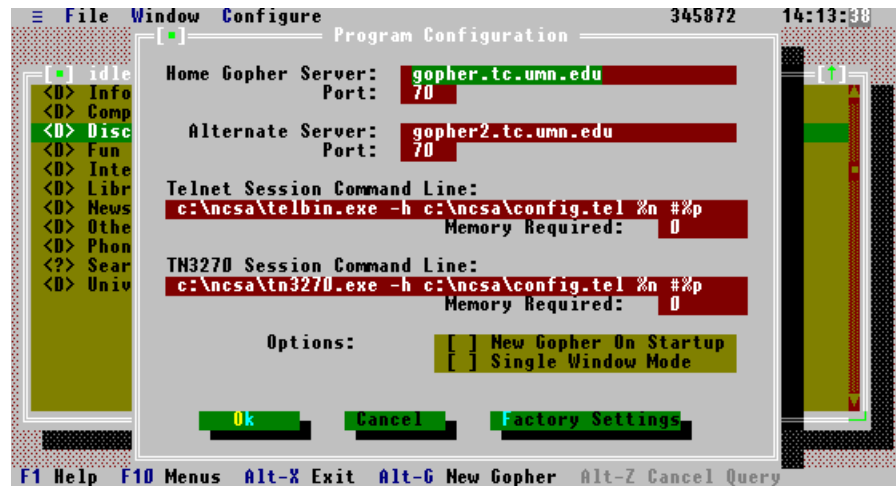 ≡ File Window Configure 345872 14:13:38
[■] Program Configuration
[■] idle [↑]
Home Gopher Server: gopher.tc.umn.edu
<D> Info
Port: 70
<D> Comp
<D> Disc
Alternate Server: gopher2.tc.umn.edu
<D> Fun
Port: 70
<D> Inte
<D> Libr
Telnet Session Command Line:
<D> News
c:\ncsa\telbin.exe -h c:\ncsa\config.tel %n #%p
<D> Othe
Memory Required: 0
<D> Phon
<?> Sear
TN3270 Session Command Line:
<D> Univ
c:\ncsa\tn3270.exe -h c:\ncsa\config.tel %n #%p
Memory Required: 0
Options: [ ] New Gopher On Startup
[ ] Single Window Mode
Ok Cancel Factory Settings
F1 Help F10 Menus Alt-X Exit Alt-G New Gopher Alt-Z Cancel Query